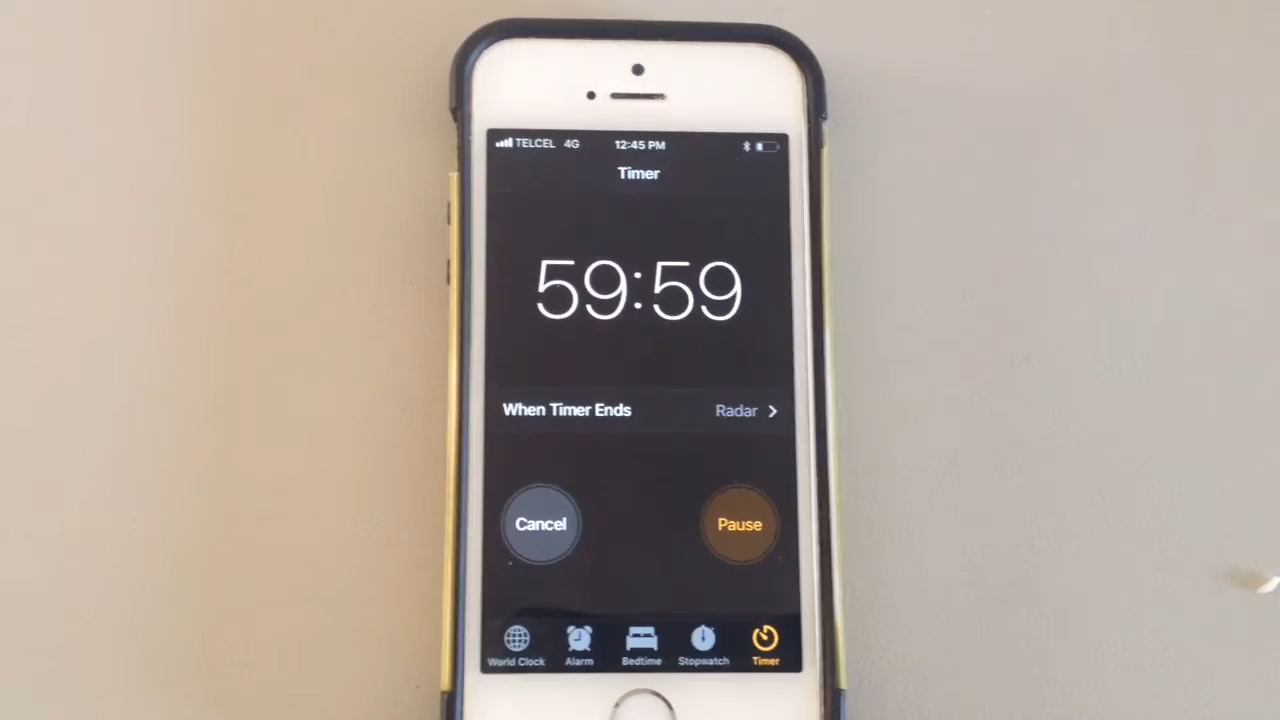 TELCEL 4G 12:45 PM
Timer
59:59
When Timer Ends Radar
Cancel Pause
World Clock Alarm Bedtime Stopwatch Timer